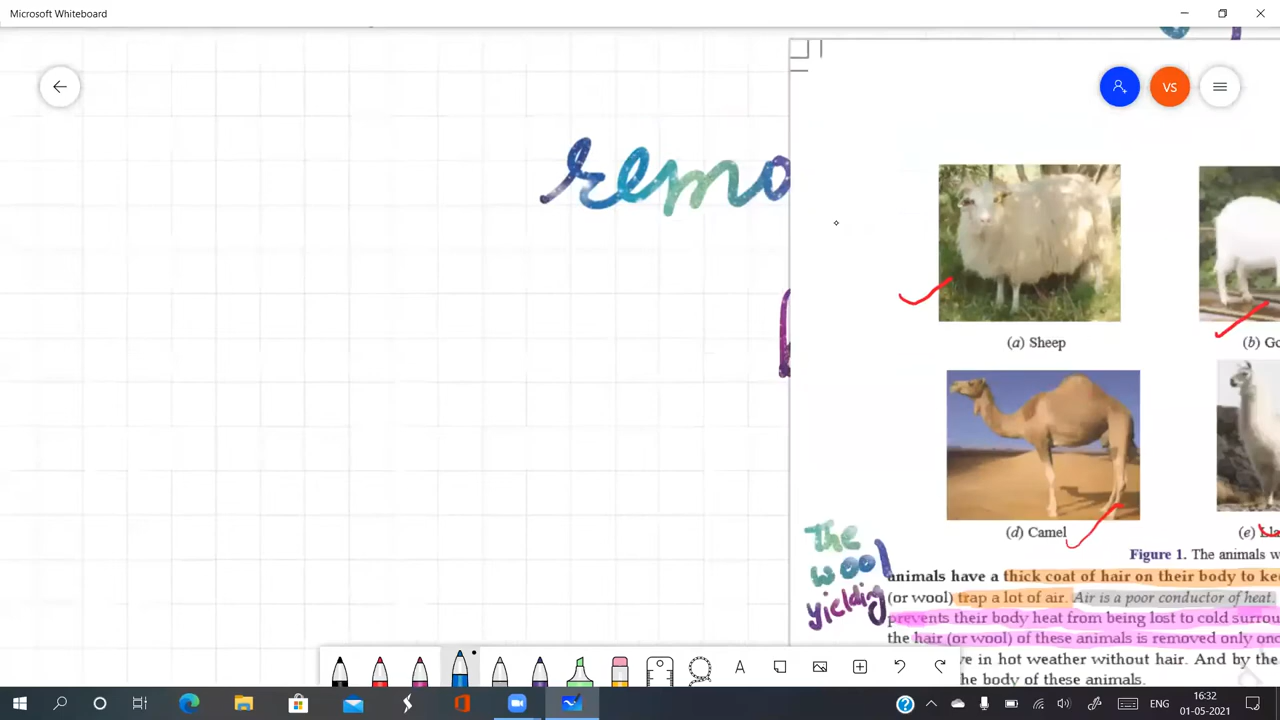 Microsoft Whiteboard
VS
remo
(a) Sheep
(b) Go
(d) Camel
(e) Lla
Figure 1. The animals w
The
wool
yielding
animals have a thick coat of hair on their body to ke
(or wool) trap a lot of air. Air is a poor conductor of heat.
prevents their body heat from being lost to cold surrou
the hair (or wool) of these animals is removed only onc
ve in hot weather without hair. And by the
he body of these animals.
A
ENG
16:32
01-05-2021